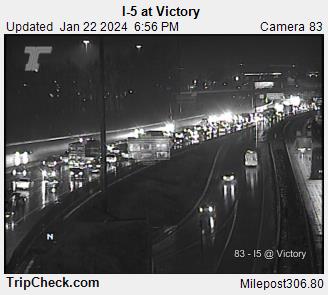 I-5 at Victory
Updated Jan 22 2024 6:56 PM Camera 83
N
83 - I5 @ Victory
TripCheck.com Milepost306.80